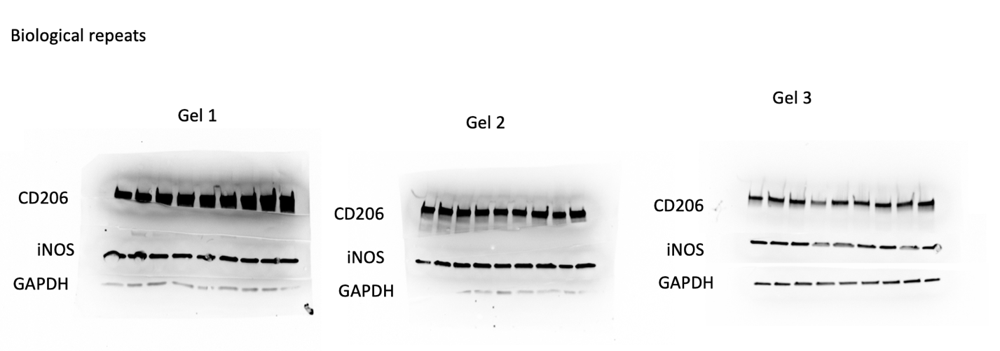 Biological repeats
Gel 1
CD206
iNOS
GAPDH
Gel 2
CD206
iNOS
GAPDH
Gel 3
CD206
iNOS
GAPDH